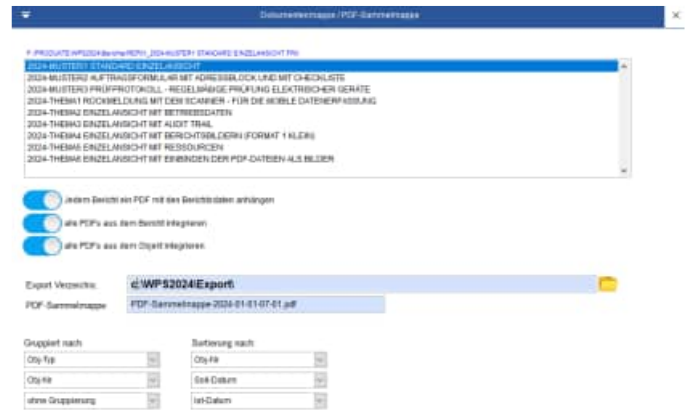 Dokumentenmappe/PDF-Sammelmappe
2024-MUSTER1 STANDARD EINZELANSICHT
2024-MUSTER2 AUFTRAGSFORMULAR MIT ADRESSBLOCK UND MIT CHECKLISTE
2024-MUSTER3 PRÜFPROTOKOLL - REGELMÄßIGE PRÜFUNG ELEKTRISCHER GERÄTE
2024-THEMA1 RÜCKMELDUNG MIT DEM SCANNER - FÜR DIE MOBILE DATENERFASSUNG
2024-THEMA2 EINZELANSICHT MIT BETRIEBSDATEN
2024-THEMA3 EINZELANSICHT MIT AUDIT TRAIL
2024-THEMA4 EINZELANSICHT MIT BERICHTSBILDERN (FORMAT 1 KLEIN)
2024-THEMA5 EINZELANSICHT MIT RESSOURCEN
2024-THEMA6 EINZELANSICHT MIT EINBINDEN DER PDF-DATEIEN ALS BILDER
Jedem Bericht ein PDF mit den Berichtsdaten anhängen
alle PDFs aus dem Bericht integrieren
alle PDFs aus dem Objekt integrieren
Export Verzeichnis c:\WPS2024\Export\
PDF-Sammelmappe PDF-Sammelmappe-2024-01-01-07-01.pdf
Gruppiert nach Sortierung nach
Obj-Typ Obj-Nr
Obj-Nr Soll-Datum
ohne Gruppierung Ist-Datum